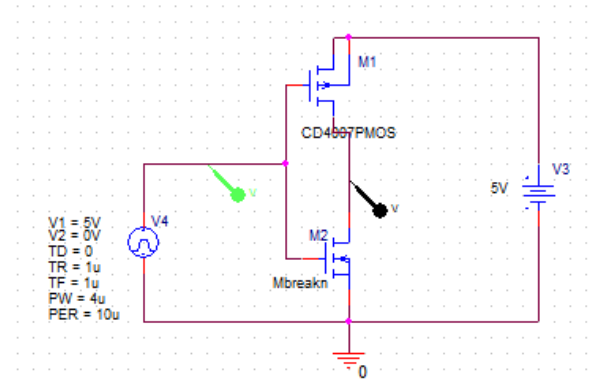 M1
CD4007PMOS
V
V
V3
5V
V4
V1 = 5V
V2 = 0V
TD = 0
TR = 1u
TF = 1u
PW = 4u
PER = 10u
M2
Mbreakn
0